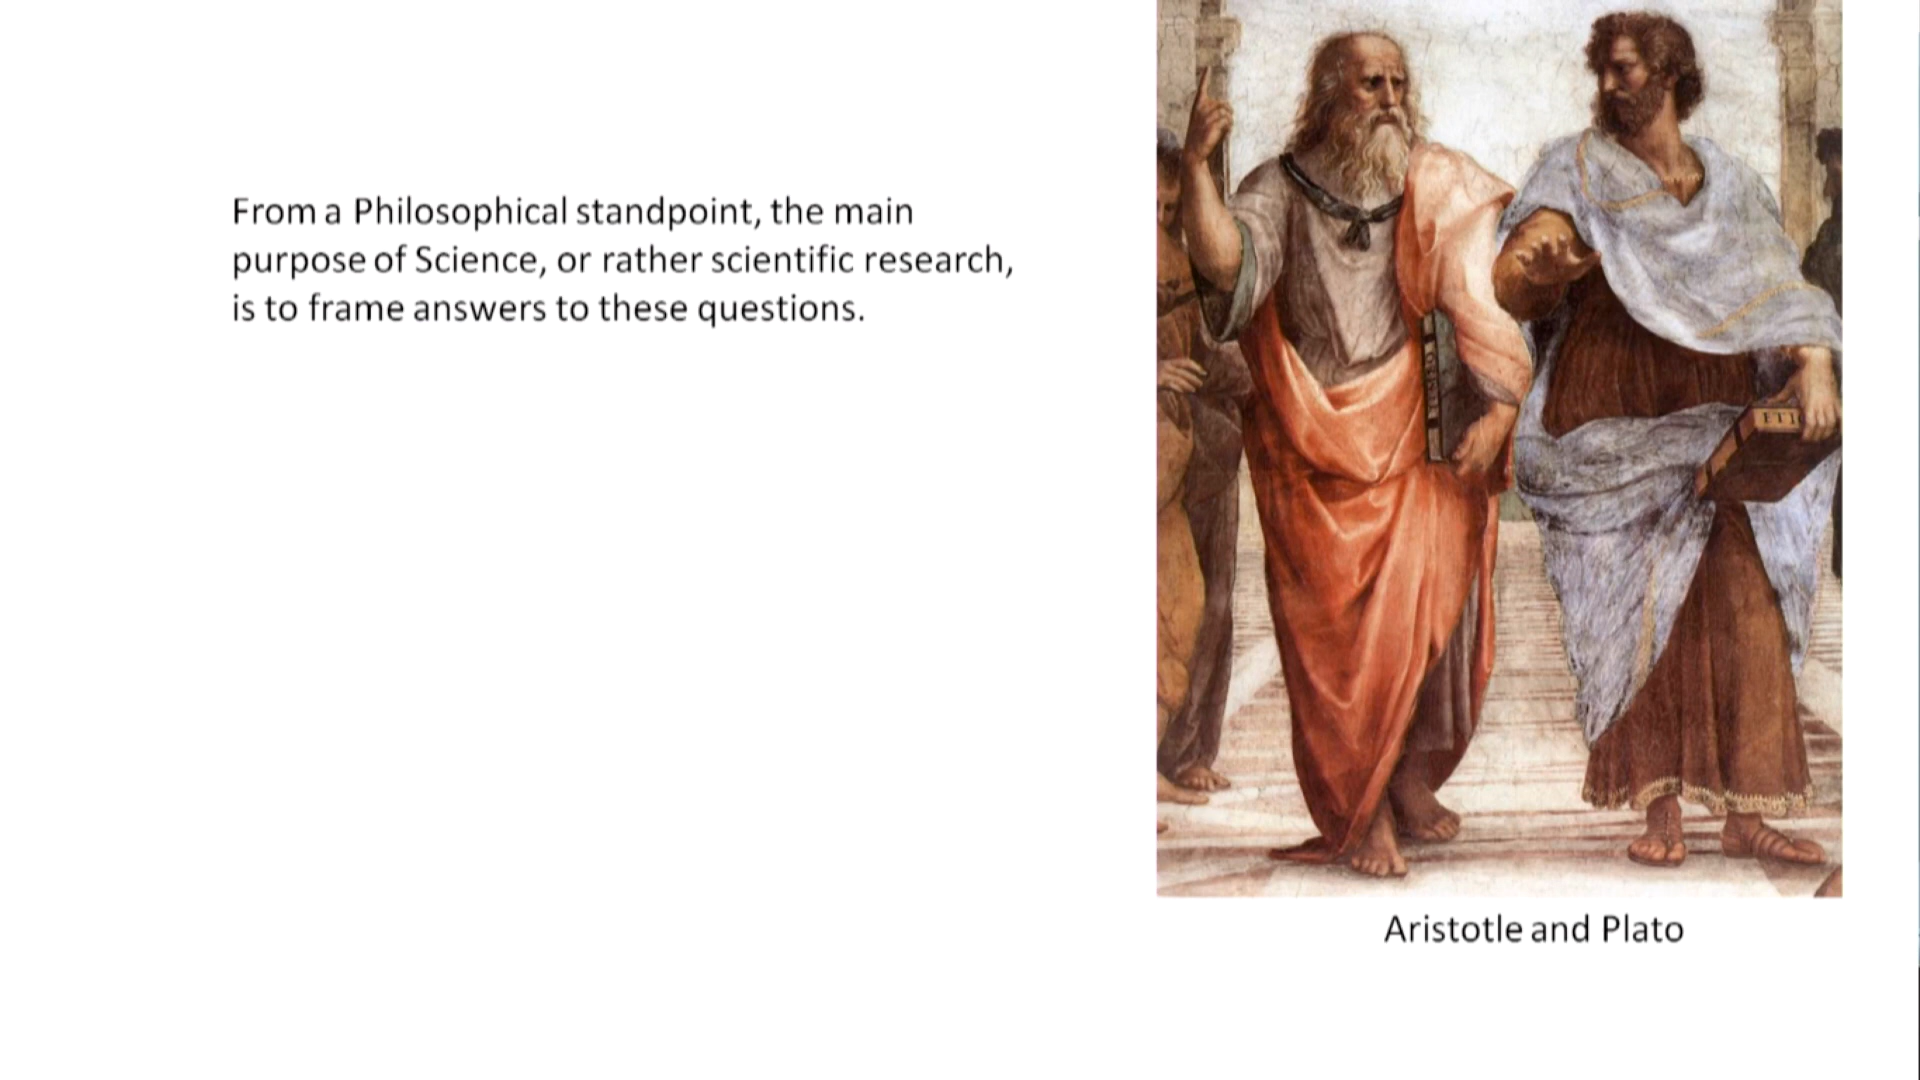 From a Philosophical standpoint, the main
purpose of Science, or rather scientific research,
is to frame answers to these questions.
ETI
Aristotle and Plato